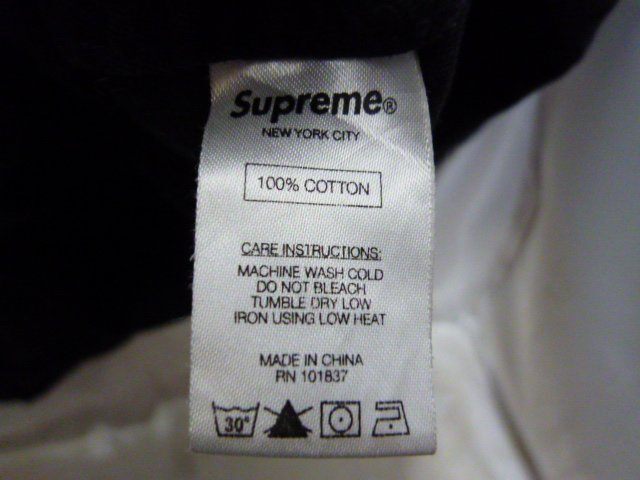 Supreme®
NEW YORK CITY
100% COTTON
CARE INSTRUCTIONS:
MACHINE WASH COLD
DO NOT BLEACH
TUMBLE DRY LOW
IRON USING LOW HEAT
MADE IN CHINA
RN 101837
30°